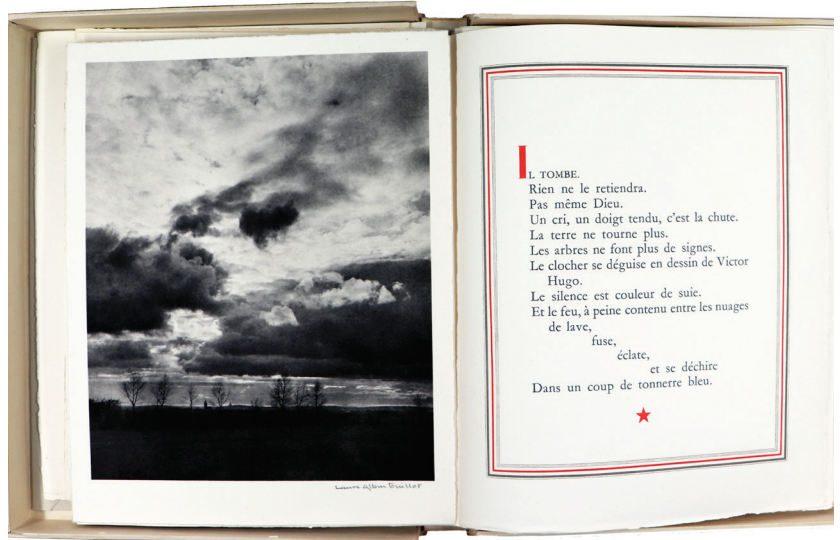 Laure Albin Guillot
IL TOMBE.
Rien ne le retiendra.
Pas même Dieu.
Un cri, un doigt tendu, c'est la chute.
La terre ne tourne plus.
Les arbres ne font plus de signes.
Le clocher se déguise en dessin de Victor
Hugo.
Le silence est couleur de suie.
Et le feu, à peine contenu entre les nuages
de lave,
fuse,
éclate,
et se déchire
Dans un coup de tonnerre bleu.